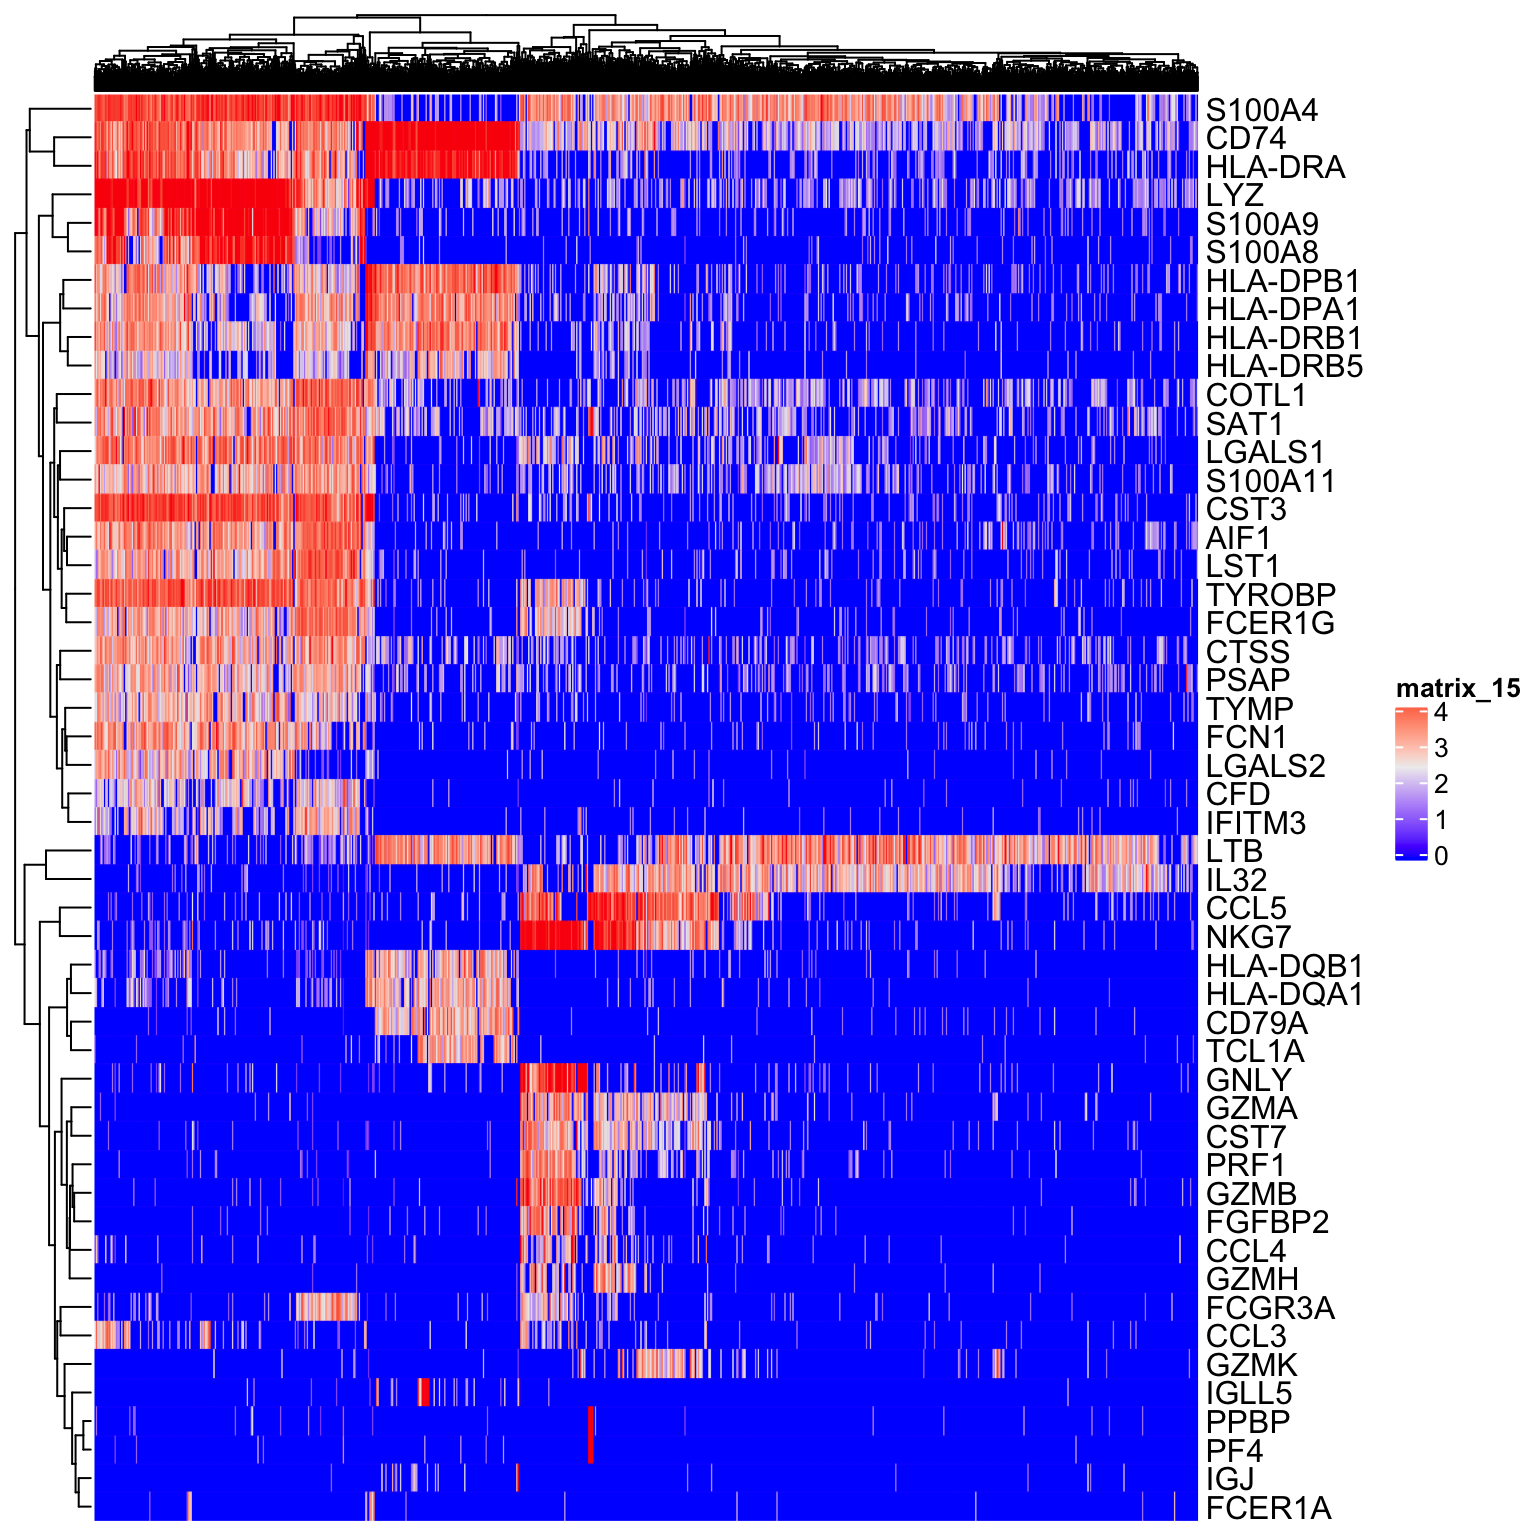 S100A4
CD74
HLA-DRA
LYZ
S100A9
S100A8
HLA-DPB1
HLA-DPA1
HLA-DRB1
HLA-DRB5
COTL1
SAT1
LGALS1
S100A11
CST3
AIF1
LST1
TYROBP
FCER1G
CTSS
PSAP
TYMP
FCN1
LGALS2
CFD
IFITM3
LTB
IL32
CCL5
NKG7
HLA-DQB1
HLA-DQA1
CD79A
TCL1A
GNLY
GZMA
CST7
PRF1
GZMB
FGFBP2
CCL4
GZMH
FCGR3A
CCL3
GZMK
IGLL5
PPBP
PF4
IGJ
FCER1A
matrix_15
4
3
2
1
0